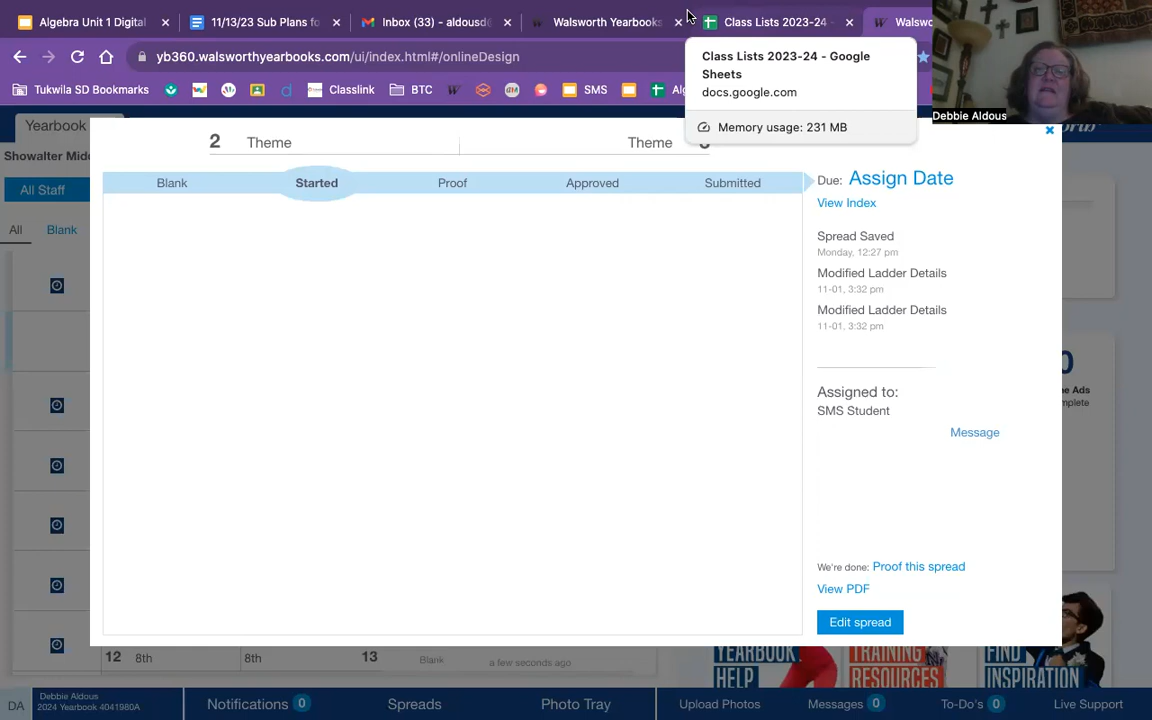 Algebra Unit 1 Digital
11/13/23 Sub Plans fo
Inbox (33) - aldousd
Walsworth Yearbooks
Class Lists 2023-24 -
Walswo
yb360.walsworthyearbooks.com/ui/index.html#/onlineDesign
Class Lists 2023-24 - Google
Sheets
docs.google.com
Memory usage: 231 MB
Tukwila SD Bookmarks
Classlink
BTC
SMS
Alg
Debbie Aldous
Yearbook
Showalter Midd
All Staff
All
Blank
2 Theme
Theme
Blank
Started
Proof
Approved
Submitted
Due: Assign Date
View Index
Spread Saved
Monday, 12:27 pm
Modified Ladder Details
11-01, 3:32 pm
Modified Ladder Details
11-01, 3:32 pm
Assigned to:
SMS Student
Message
We're done: Proof this spread
View PDF
Edit spread
e Ads
mplete
12 8th
8th
13
Blank
a few seconds ago
YEARBOOK
HELP
TRAINING
RESOURCES
FIND
INSPIRATION
DA
Debbie Aldous
2024 Yearbook 4041980A
Notifications 0
Spreads
Photo Tray
Upload Photos
Messages 0
To-Do's 0
Live Support